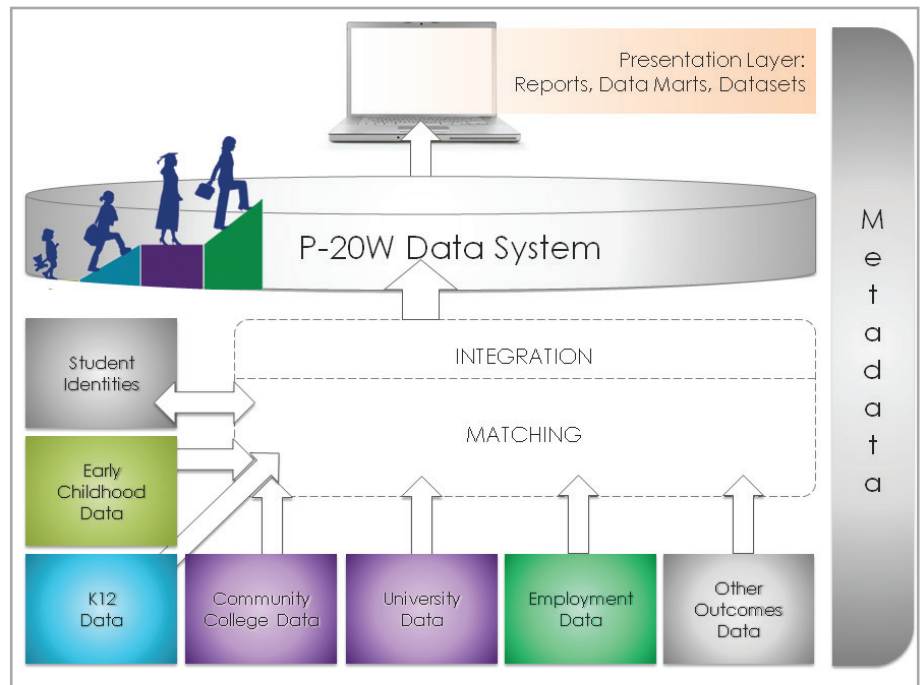 Presentation Layer:
Reports, Data Marts, Datasets
P-20W Data System
INTEGRATION
MATCHING
Student
Identities
Early
Childhood
Data
K12
Data
Community
College Data
University
Data
Employment
Data
Other
Outcomes
Data
M
e
t
a
d
a
t
a